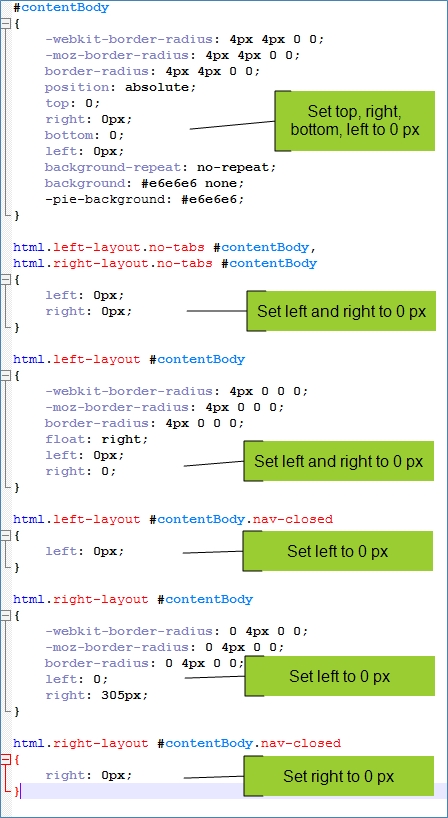 #contentBody
{
-webkit-border-radius: 4px 4px 0 0;
-moz-border-radius: 4px 4px 0 0;
border-radius: 4px 4px 0 0;
position: absolute;
top: 0;
right: 0px;
bottom: 0;
left: 0px;
background-repeat: no-repeat;
background: #e6e6e6 none;
-pie-background: #e6e6e6;
}
Set top, right,
bottom, left to 0 px
html.left-layout.no-tabs #contentBody,
html.right-layout.no-tabs #contentBody
{
left: 0px;
right: 0px;
}
Set left and right to 0 px
html.left-layout #contentBody
{
-webkit-border-radius: 4px 0 0 0;
-moz-border-radius: 4px 0 0 0;
border-radius: 4px 0 0 0;
float: right;
left: 0px;
right: 0;
}
Set left and right to 0 px
html.left-layout #contentBody.nav-closed
{
left: 0px;
}
Set left to 0 px
html.right-layout #contentBody
{
-webkit-border-radius: 0 4px 0 0;
-moz-border-radius: 0 4px 0 0;
border-radius: 0 4px 0 0;
left: 0;
right: 305px;
}
Set left to 0 px
html.right-layout #contentBody.nav-closed
{
right: 0px;
}
Set right to 0 px